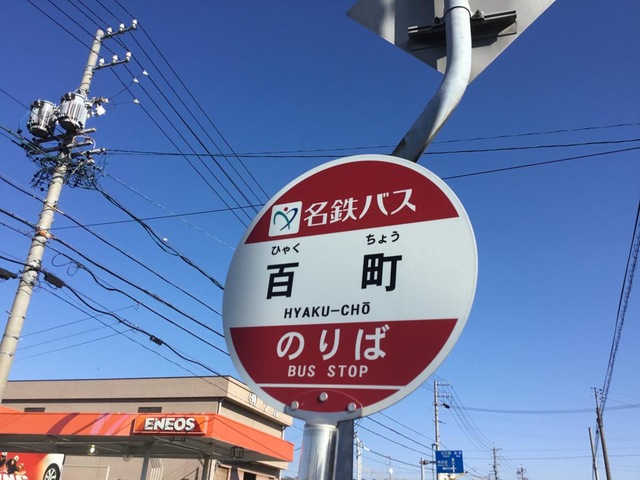 名鉄バス
ひゃく ちょう
百 町
HYAKU-CHŌ
のりば
BUS STOP
ENEOS